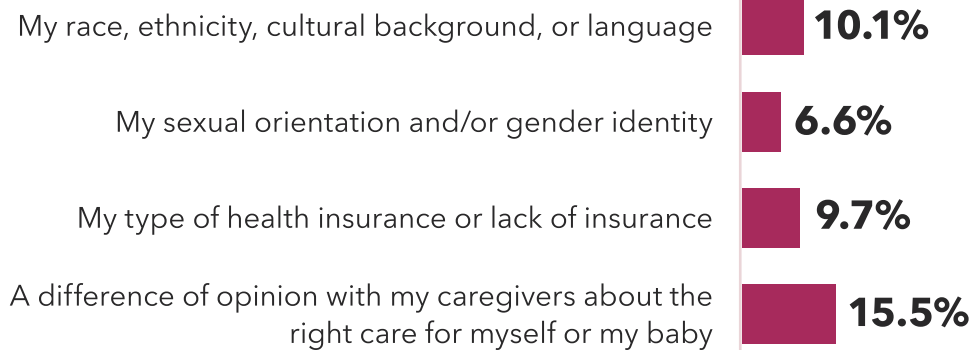 My race, ethnicity, cultural background, or language 10.1%
My sexual orientation and/or gender identity 6.6%
My type of health insurance or lack of insurance 9.7%
A difference of opinion with my caregivers about the
right care for myself or my baby 15.5%